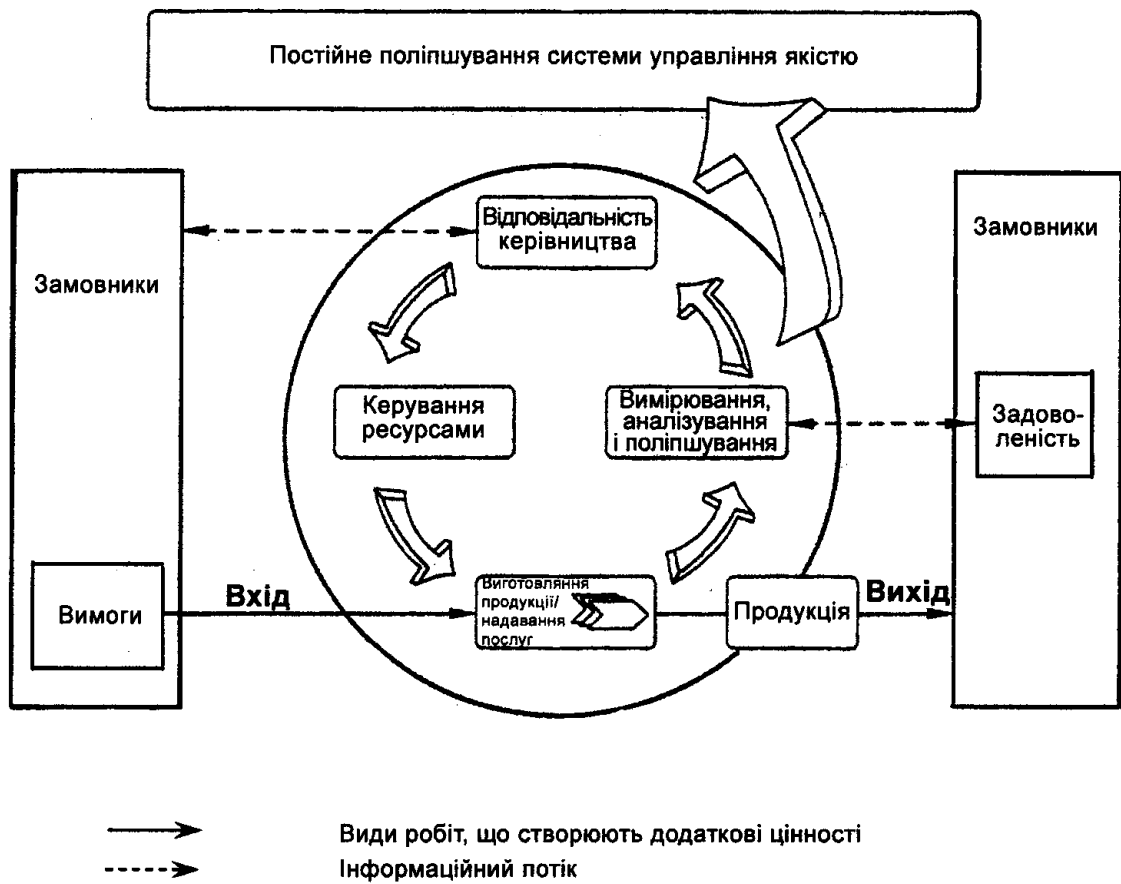 Постійне поліпшування системи управління якістю
Замовники
Відповідальність
керівництва
Замовники
Керування
ресурсами
Вимірювання,
аналізування
і поліпшування
Задово-
леність
Вимоги
Вхід
Виготовляння
продукції/
надавання
послуг
Продукція
Вихід
Види робіт, що створюють додаткові цінності
Інформаційний потік